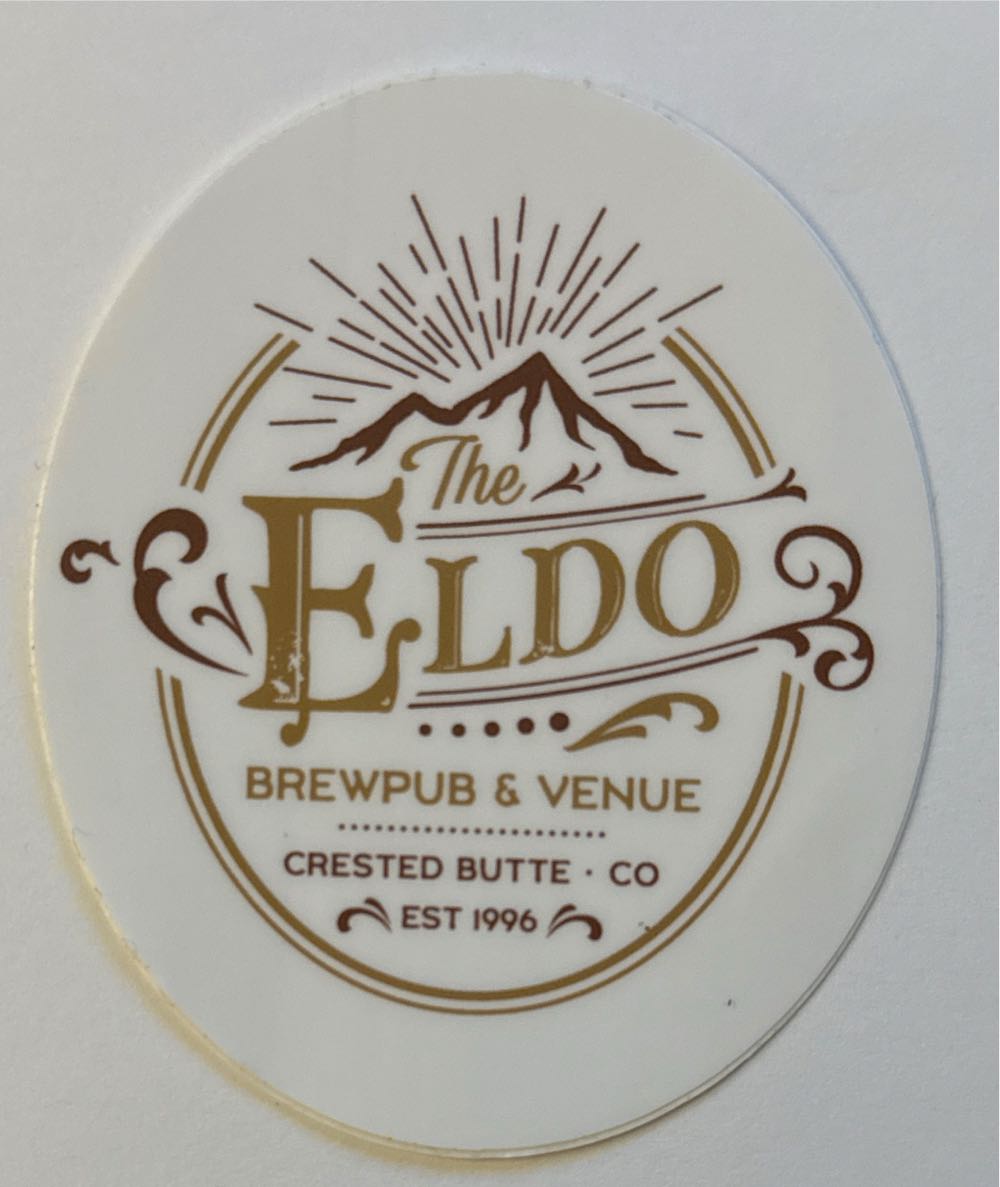 The
ELDO
BREWPUB & VENUE
CRESTED BUTTE · CO
EST 1996